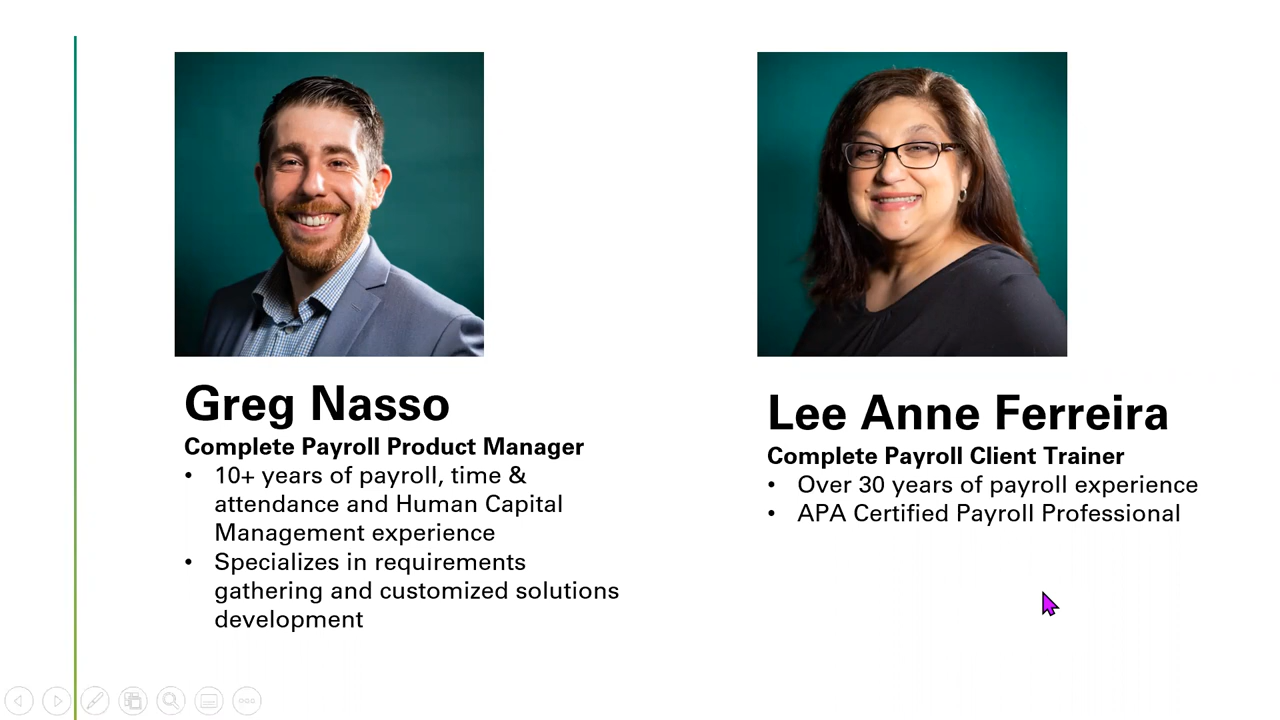 Greg Nasso
Complete Payroll Product Manager
• 10+ years of payroll, time &
attendance and Human Capital
Management experience
• Specializes in requirements
gathering and customized solutions
development
Lee Anne Ferreira
Complete Payroll Client Trainer
• Over 30 years of payroll experience
• APA Certified Payroll Professional